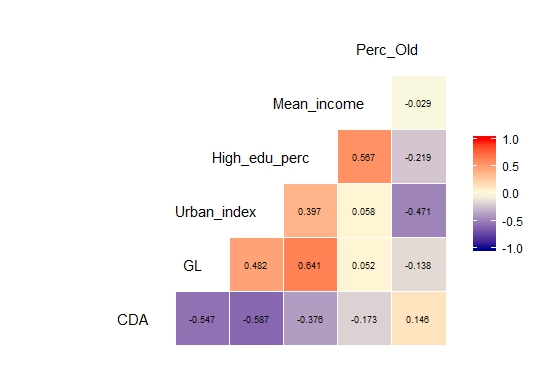 Perc_Old
Mean_income -0.029
High_edu_perc 0.567 -0.219
Urban_index 0.397 0.058 -0.471
GL 0.482 0.641 0.052 -0.138
CDA -0.547 -0.587 -0.376 -0.173 0.146
1.0
0.5
0.0
-0.5
-1.0